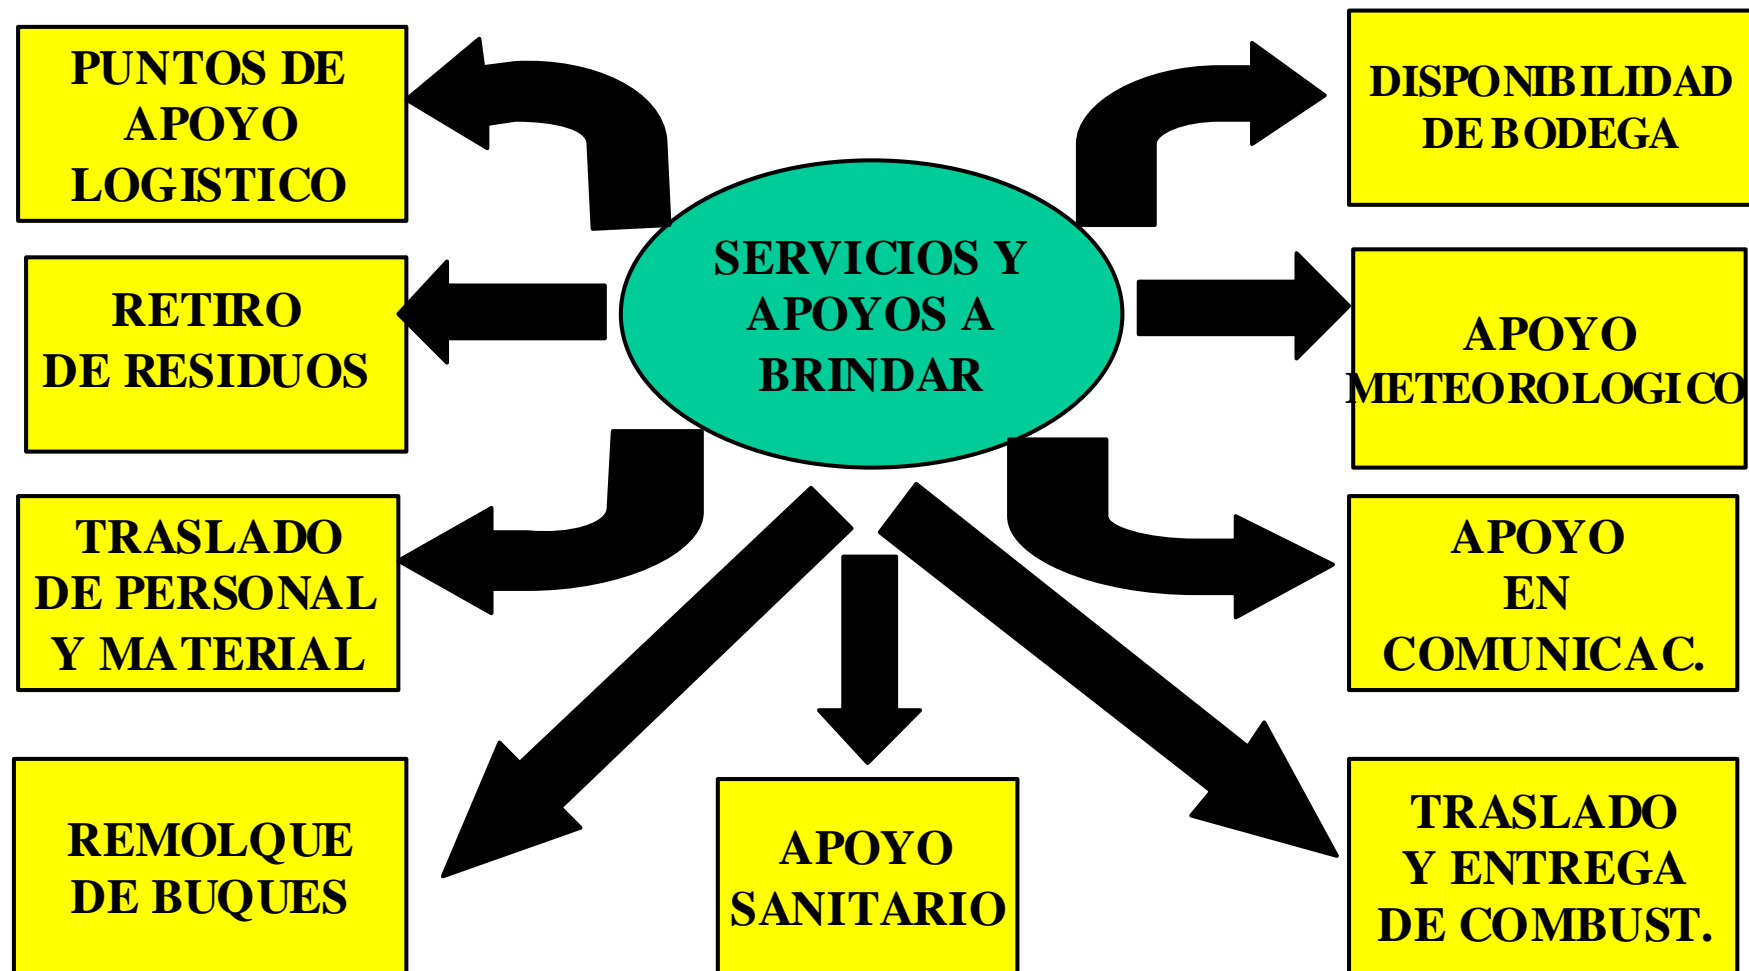 PUNTOS DE
APOYO
LOGISTICO
DISPONIBILIDAD
DE BODEGA
SERVICIOS Y
APOYOS A
BRINDAR
RETIRO
DE RESIDUOS
APOYO
METEOROLOGICO
TRASLADO
DE PERSONAL
Y MATERIAL
APOYO
EN
COMUNICAC.
REMOLQUE
DE BUQUES
APOYO
SANITARIO
TRASLADO
Y ENTREGA
DE COMBUST.